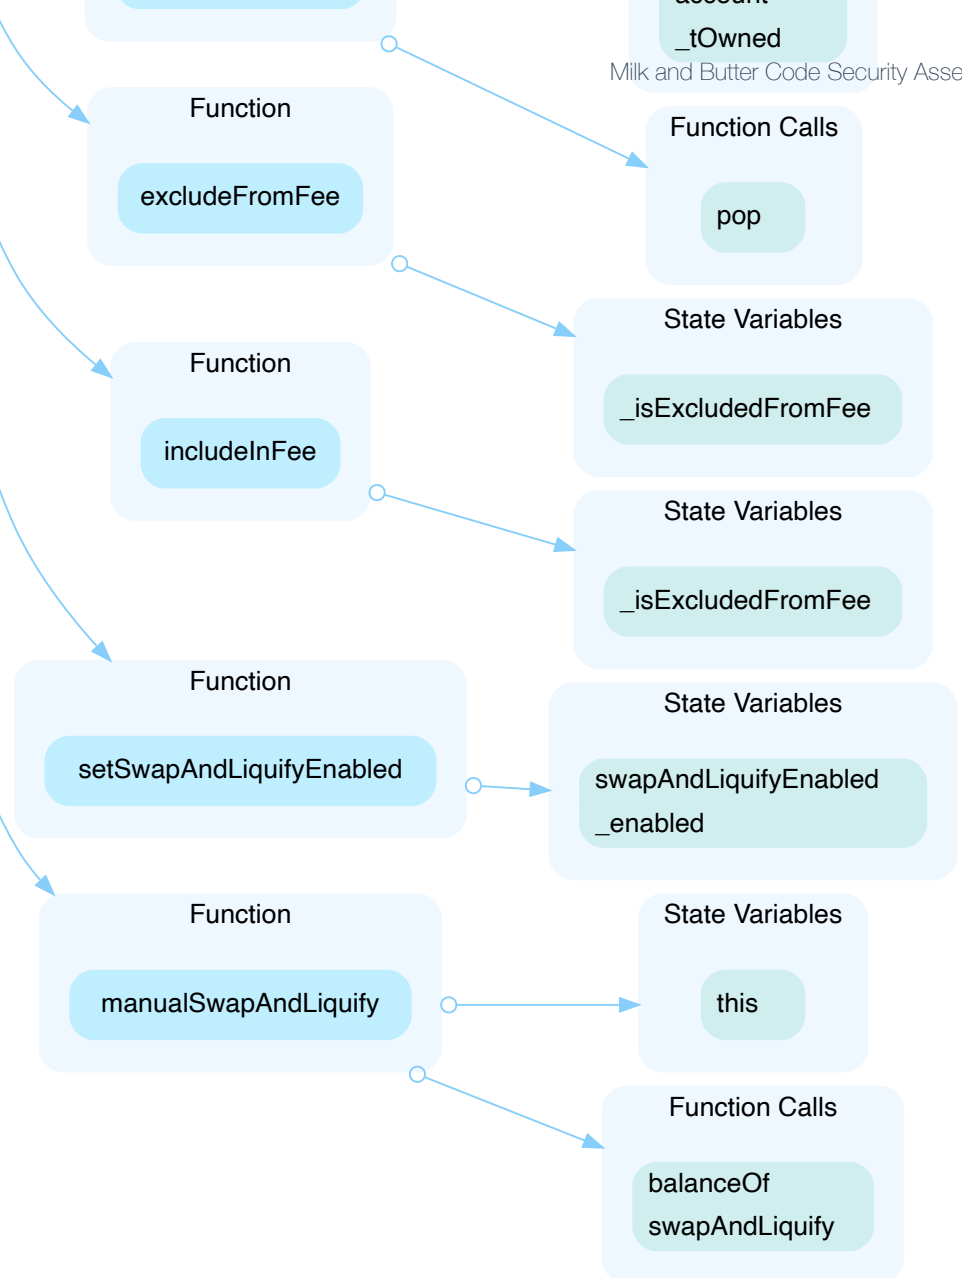 _tOwned
Milk and Butter Code Security Asse
Function
excludeFromFee
Function Calls
pop
State Variables
_isExcludedFromFee
Function
includeInFee
State Variables
_isExcludedFromFee
Function
setSwapAndLiquifyEnabled
State Variables
swapAndLiquifyEnabled
_enabled
Function
manualSwapAndLiquify
State Variables
this
Function Calls
balanceOf
swapAndLiquify